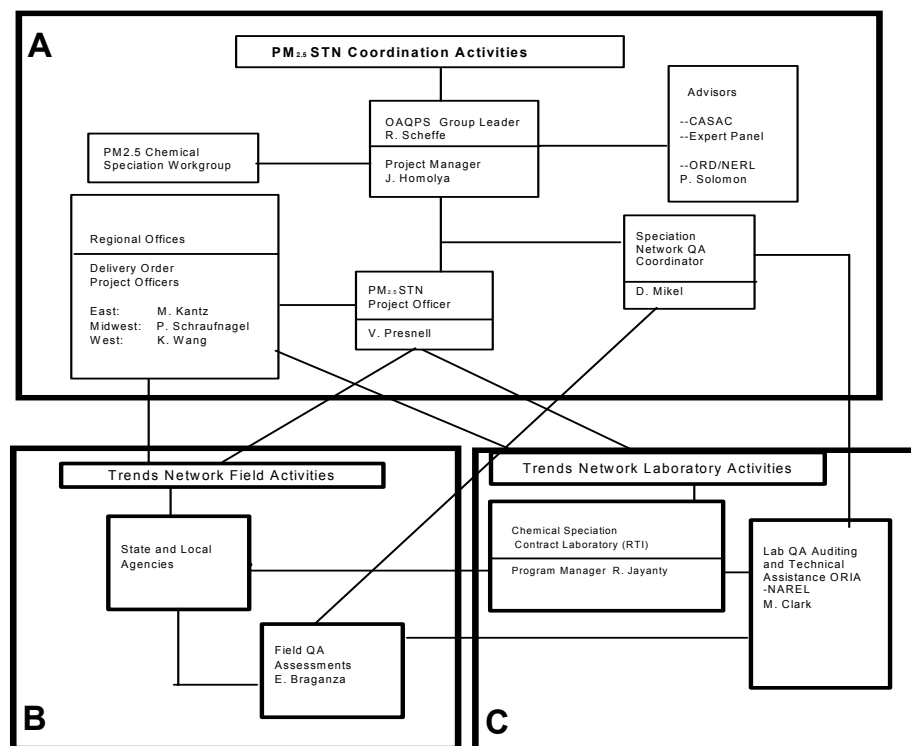 A
PM2.5 STN Coordination Activities
OAQPS Group Leader
R. Scheffe
Project Manager
J. Homolya
Advisors
--CASAC
--Expert Panel
--ORD/NERL
P. Solomon
PM2.5 Chemical
Speciation Workgroup
Regional Offices
Delivery Order
Project Officers
East: M. Kantz
Midwest: P. Schraufnagel
West: K. Wang
PM2.5 STN
Project Officer
V. Presnell
Speciation
Network QA
Coordinator
D. Mikel
Trends Network Field Activities
State and Local
Agencies
Field QA
Assessments
E. Braganza
B
Trends Network Laboratory Activities
Chemical Speciation
Contract Laboratory (RTI)
Program Manager R. Jayanty
Lab QA Auditing
and Technical
Assistance ORIA
-NAREL
M. Clark
C